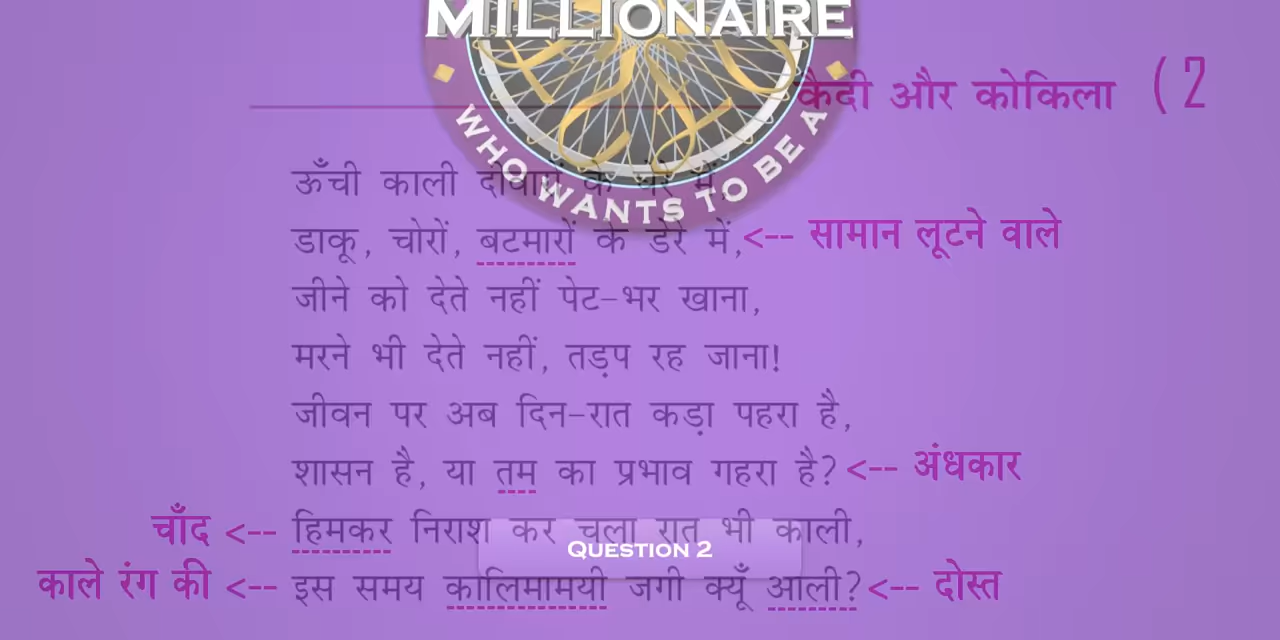 MILLIONAIRE
WHO WANTS TO BE A
कैदी और कोकिला ( 2
ऊँची काली दीवारों के घेरे में,
डाकू, चोरों, बटमारों के डेरे में, <-- सामान लूटने वाले
जीने को देते नहीं पेट-भर खाना,
मरने भी देते नहीं, तड़प रह जाना!
जीवन पर अब दिन-रात कड़ा पहरा है,
शासन है, या तम का प्रभाव गहरा है? <-- अंधकार
चाँद <-- हिमकर निराश कर चला रात भी काली,
QUESTION 2
काले रंग की <-- इस समय कालिमामयी जगी क्यूँ आली? <-- दोस्त